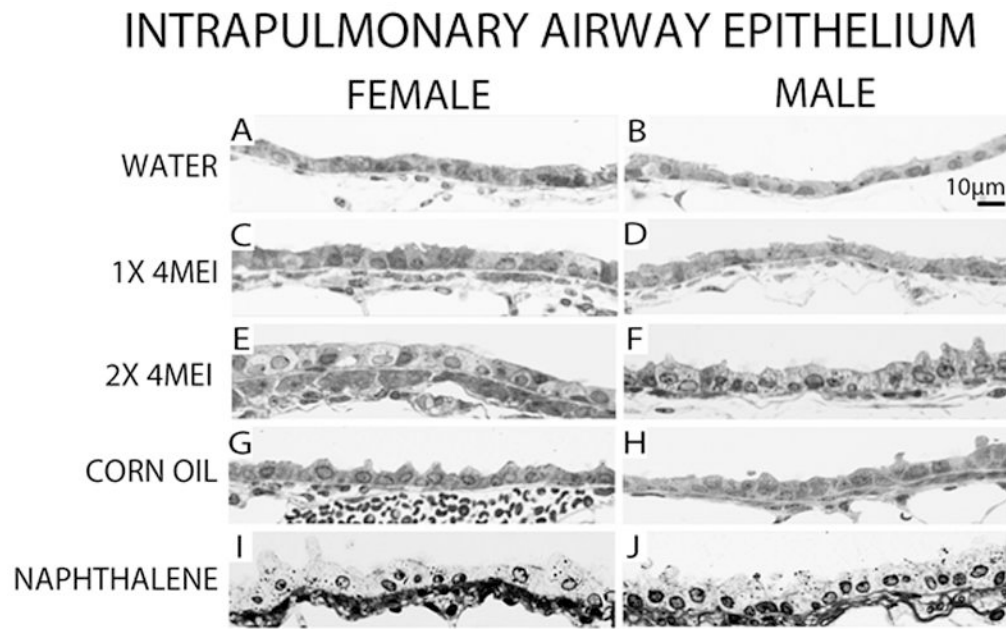 INTRAPULMONARY AIRWAY EPITHELIUM
FEMALE MALE
A B
WATER
10µm
C D
1X 4MEI
E F
2X 4MEI
G H
CORN OIL
I J
NAPHTHALENE